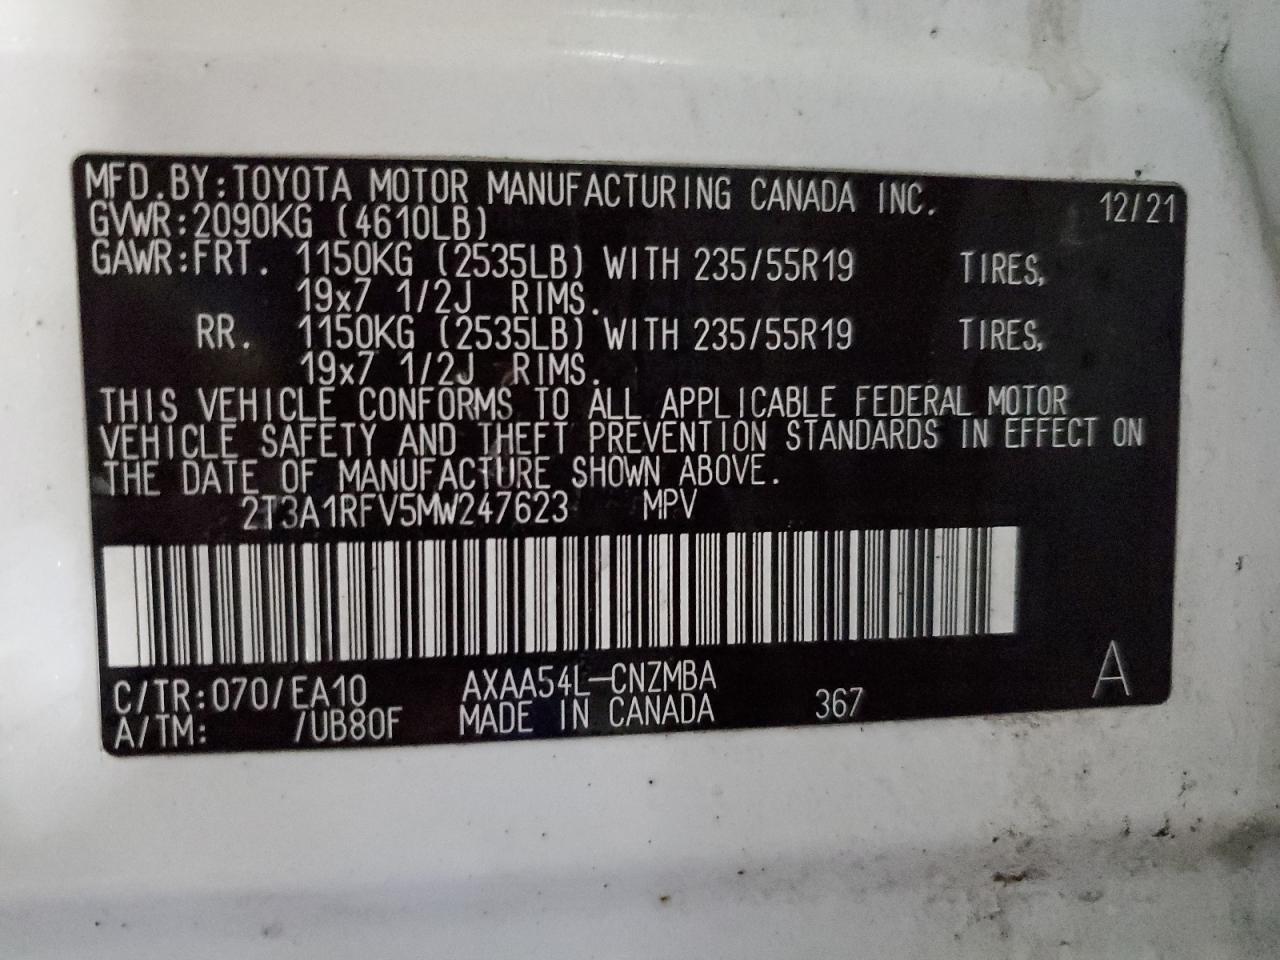 MFD.BY:TOYOTA MOTOR MANUFACTURING CANADA INC. 12/21
GVWR:2090KG (4610LB)
GAWR:FRT. 1150KG (2535LB) WITH 235/55R19 TIRES,
19x7 1/2J RIMS.
RR. 1150KG (2535LB) WITH 235/55R19 TIRES,
19x7 1/2J RIMS.
THIS VEHICLE CONFORMS TO ALL APPLICABLE FEDERAL MOTOR
VEHICLE SAFETY AND THEFT PREVENTION STANDARDS IN EFFECT ON
THE DATE OF MANUFACTURE SHOWN ABOVE.
2T3A1RFV5MW247623 MPV
C/TR:070/EA10 AXAA54L-CNZMBA A
A/TM: /UB80F MADE IN CANADA 367